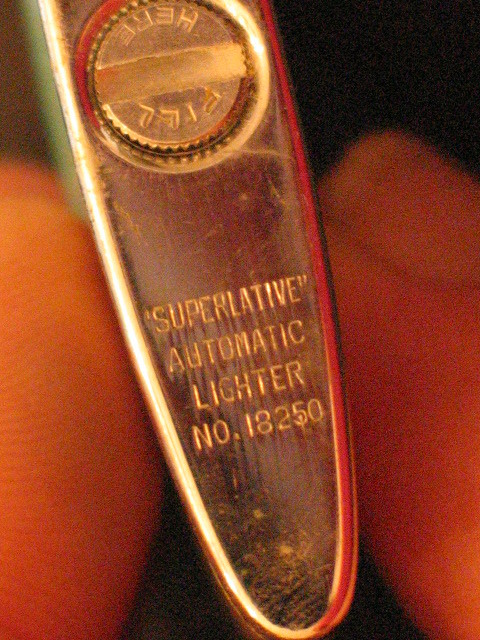 FILL
HERE
"SUPERLATIVE"
AUTOMATIC
LIGHTER
NO. 18250